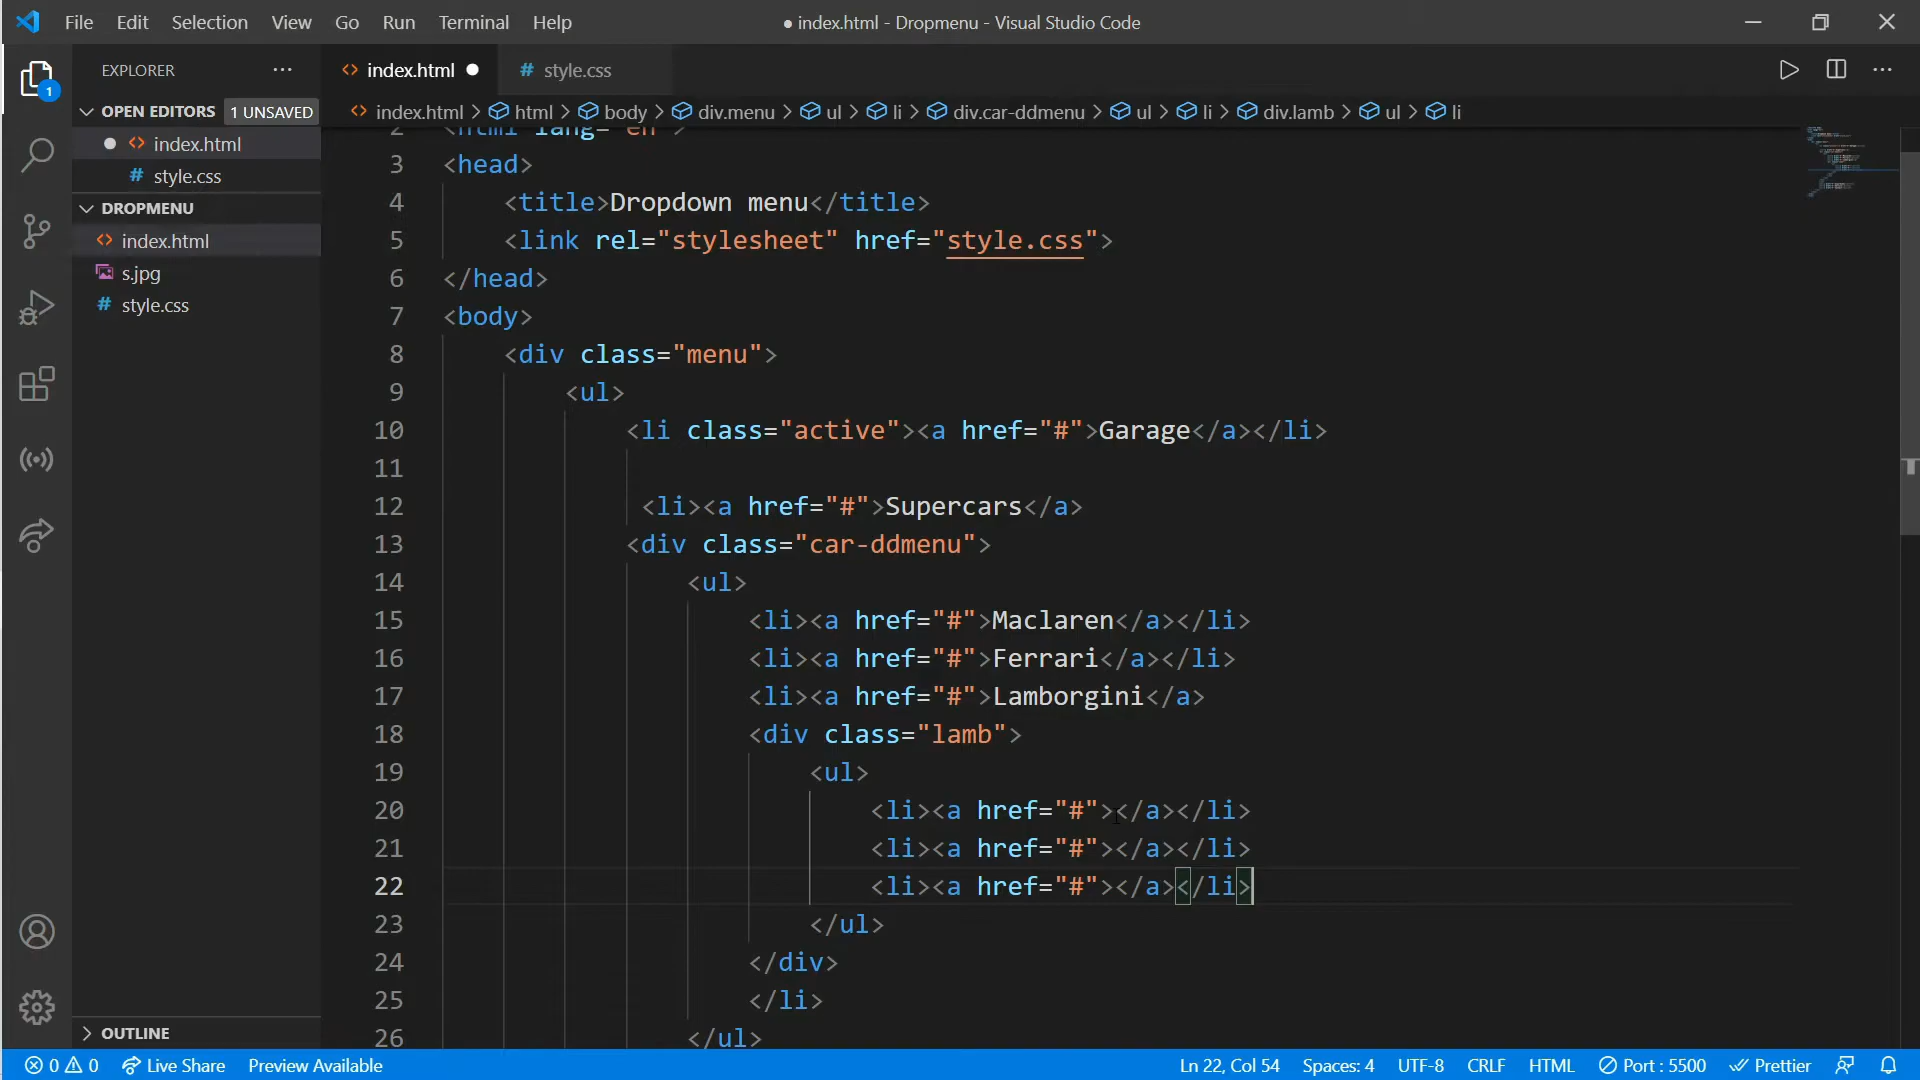 File Edit Selection View Go Run Terminal Help
● index.html - Dropmenu - Visual Studio Code
EXPLORER
OPEN EDITORS 1 UNSAVED
index.html
# style.css
DROPMENU
index.html
s.jpg
# style.css
OUTLINE
1
<> index.html ●
# style.css
<> index.html > html > body > div.menu > ul > li > div.car-ddmenu > ul > li > div.lamb > ul > li
2 <html lang="en">
3 <head>
4 <title>Dropdown menu</title>
5 <link rel="stylesheet" href="style.css">
6 </head>
7 <body>
8 <div class="menu">
9 <ul>
10 <li class="active"><a href="#">Garage</a></li>
11
12 <li><a href="#">Supercars</a>
13 <div class="car-ddmenu">
14 <ul>
15 <li><a href="#">Maclaren</a></li>
16 <li><a href="#">Ferrari</a></li>
17 <li><a href="#">Lamborgini</a>
18 <div class="lamb">
19 <ul>
20 <li><a href="#"></a></li>
21 <li><a href="#"></a></li>
22 <li><a href="#"></a></li>
23 </ul>
24 </div>
25 </li>
26 </ul>
0 0 Live Share Preview Available
Ln 22, Col 54 Spaces: 4 UTF-8 CRLF HTML Port : 5500 Prettier